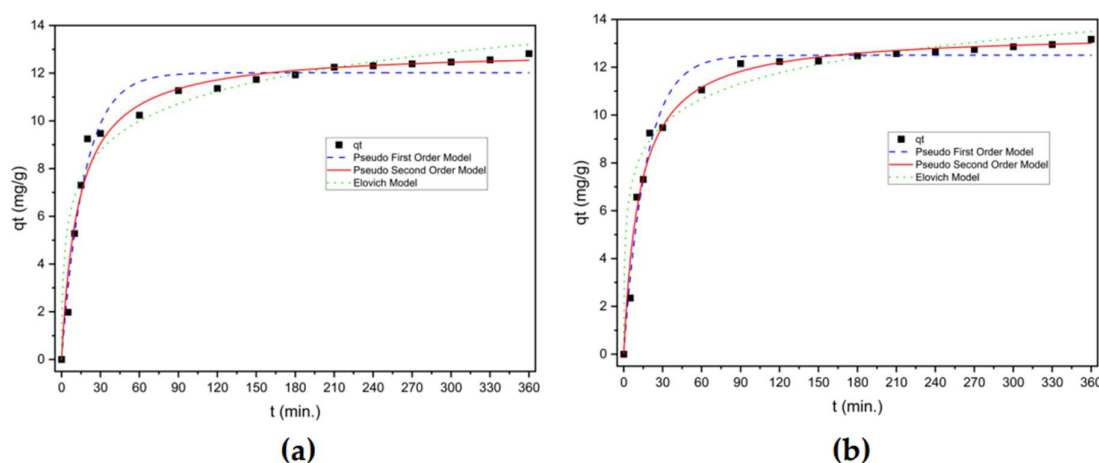 14
12
10
8
6
4
2
0
qt (mg/g)
qt
Pseudo First Order Model
Pseudo Second Order Model
Elovich Model
0 30 60 90 120 150 180 210 240 270 300 330 360
t (min.)
(a)
14
12
10
8
6
4
2
0
qt (mg/g)
qt
Pseudo First Order Model
Pseudo Second Order Model
Elovich Model
0 30 60 90 120 150 180 210 240 270 300 330 360
t (min.)
(b)